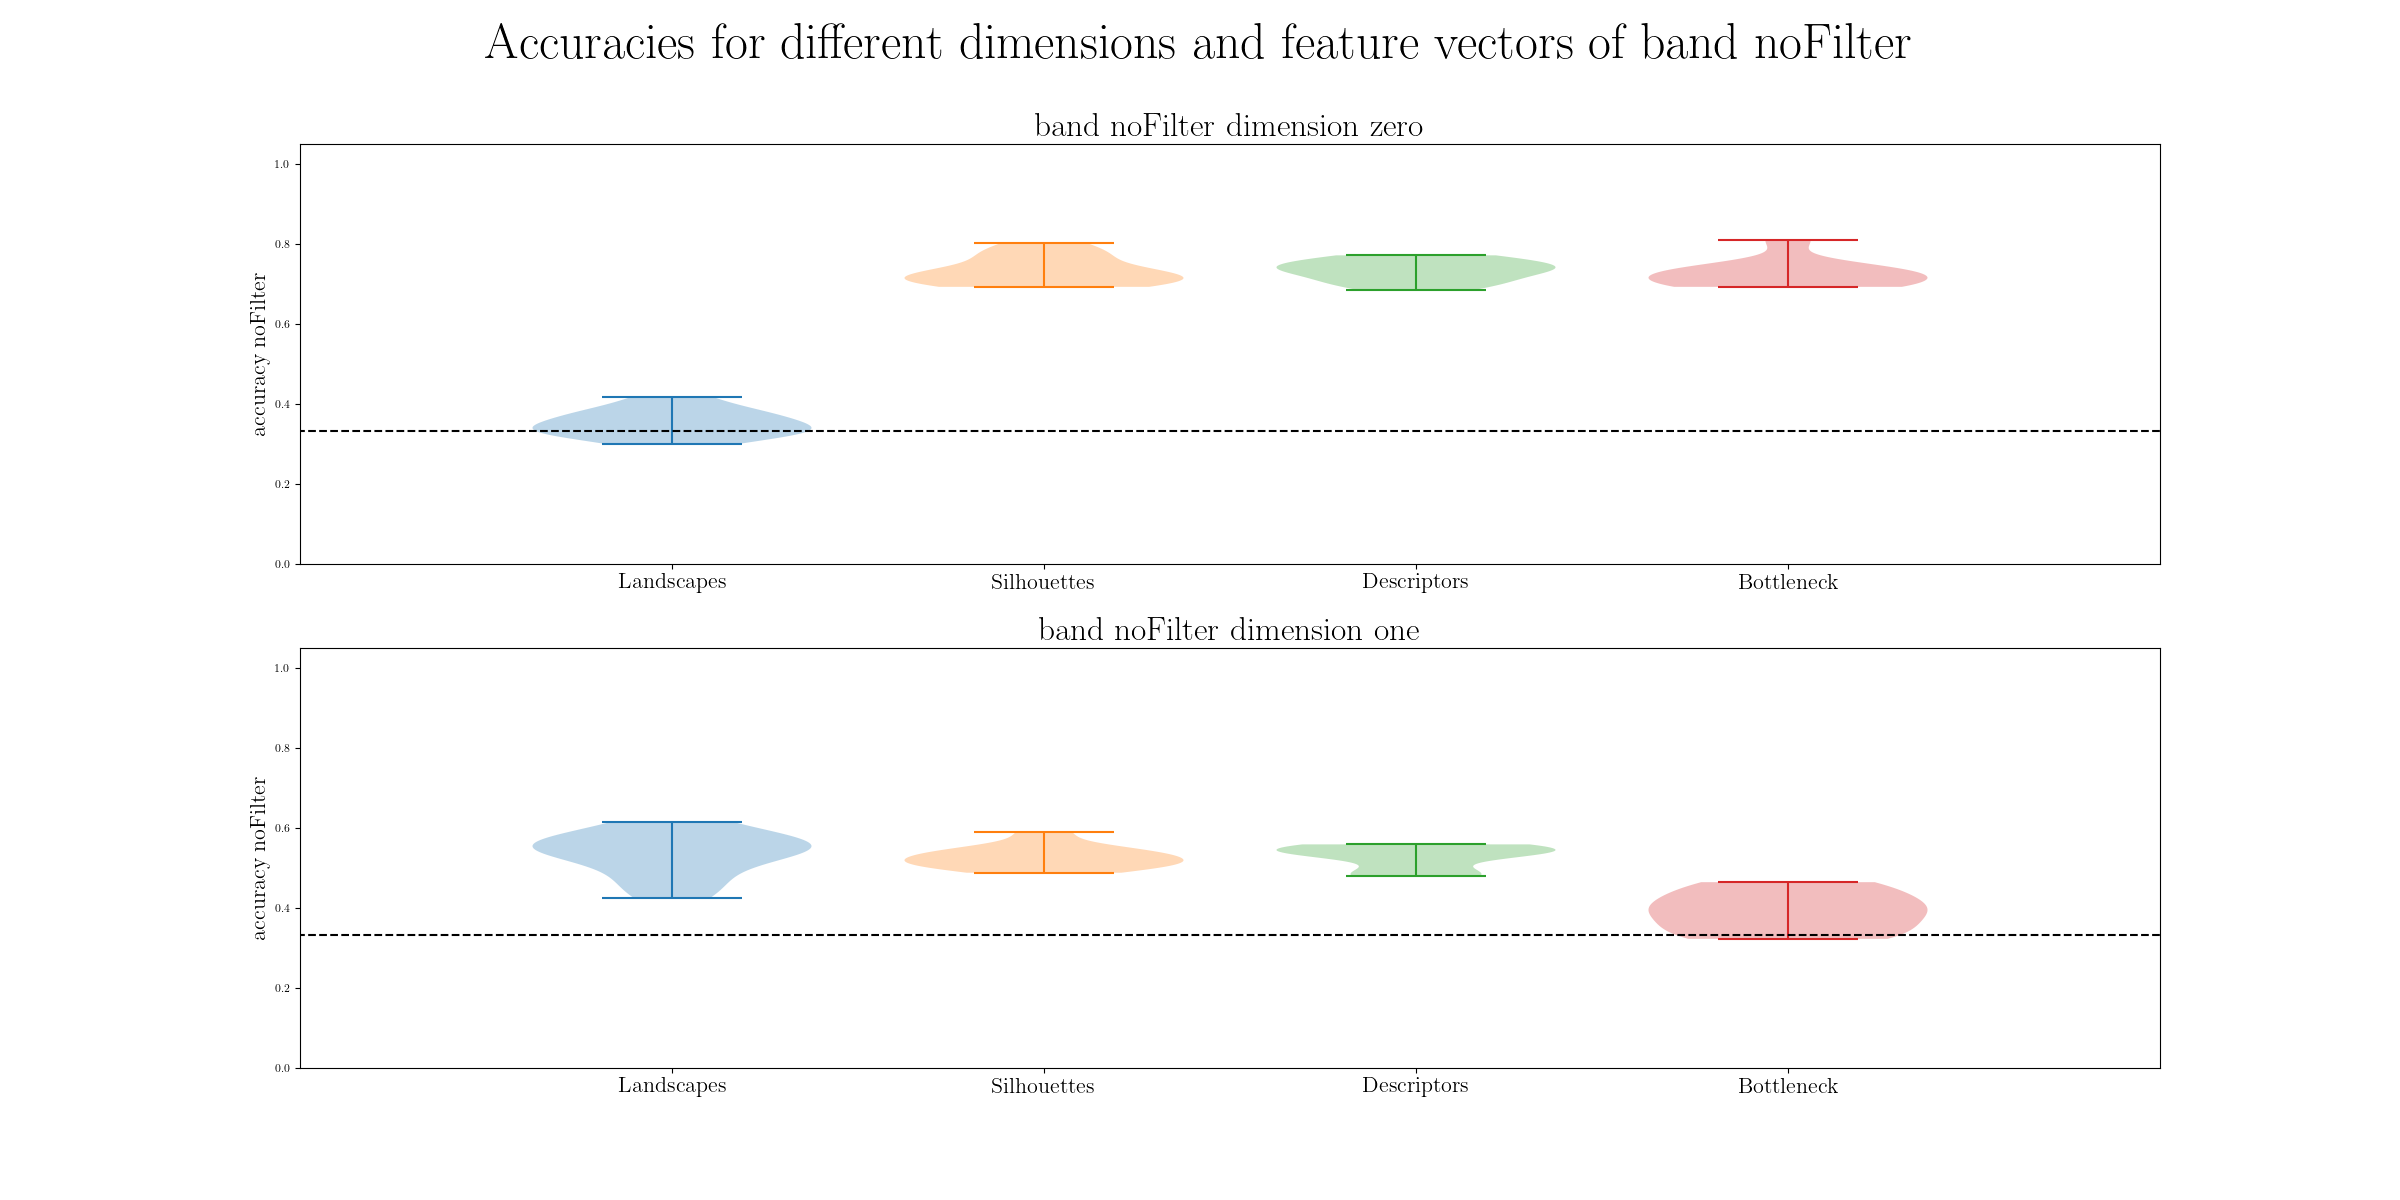 Accuracies for different dimensions and feature vectors of band noFilter
band noFilter dimension zero
accuracy noFilter
1.0
0.8
0.6
0.4
0.2
0.0
Landscapes Silhouettes Descriptors Bottleneck
band noFilter dimension one
accuracy noFilter
1.0
0.8
0.6
0.4
0.2
0.0
Landscapes Silhouettes Descriptors Bottleneck